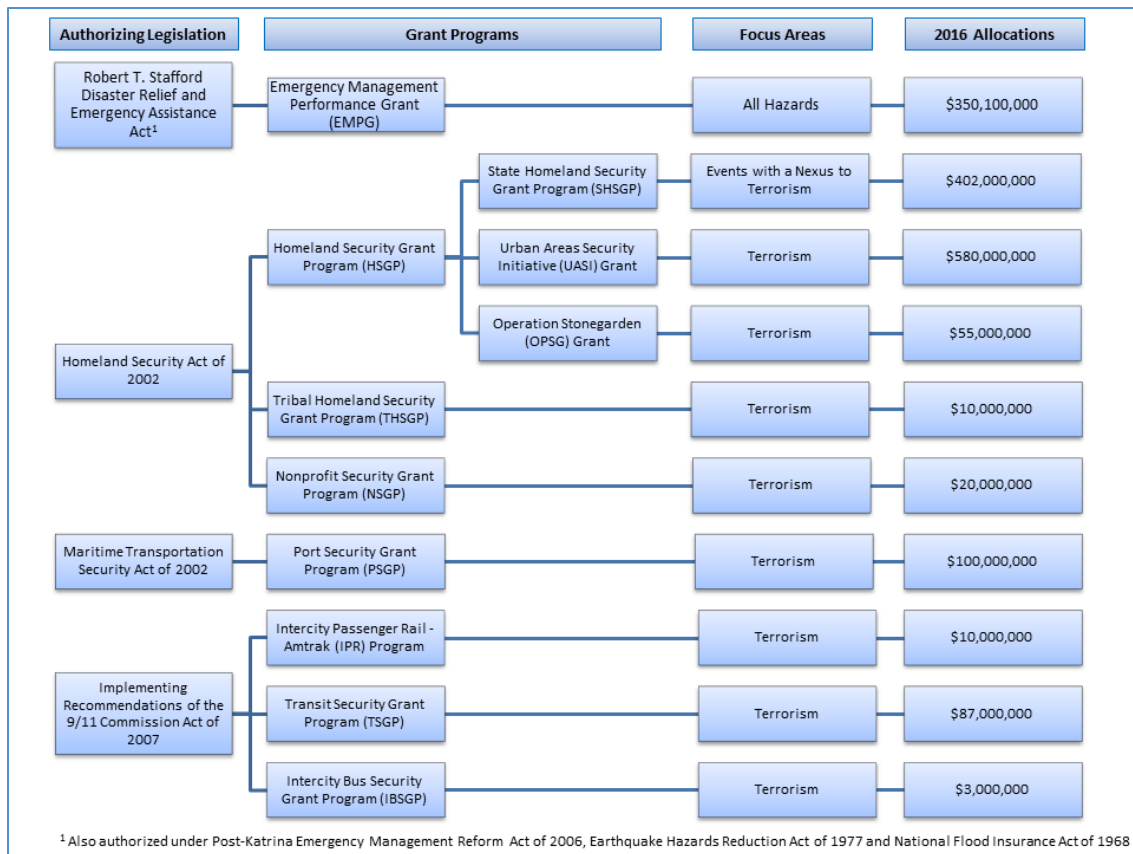 Authorizing Legislation
Grant Programs
Focus Areas
2016 Allocations
Robert T. Stafford
Disaster Relief and
Emergency Assistance
Act¹
Emergency Management
Performance Grant
(EMPG)
All Hazards
$350,100,000
State Homeland Security
Grant Program (SHSGP)
Events with a Nexus to
Terrorism
$402,000,000
Homeland Security Grant
Program (HSGP)
Urban Areas Security
Initiative (UASI) Grant
Terrorism
$580,000,000
Operation Stonegarden
(OPSG) Grant
Terrorism
$55,000,000
Homeland Security Act of
2002
Tribal Homeland Security
Grant Program (THSGP)
Terrorism
$10,000,000
Nonprofit Security Grant
Program (NSGP)
Terrorism
$20,000,000
Maritime Transportation
Security Act of 2002
Port Security Grant
Program (PSGP)
Terrorism
$100,000,000
Intercity Passenger Rail -
Amtrak (IPR) Program
Terrorism
$10,000,000
Implementing
Recommendations of the
9/11 Commission Act of
2007
Transit Security Grant
Program (TSGP)
Terrorism
$87,000,000
Intercity Bus Security
Grant Program (IBSGP)
Terrorism
$3,000,000
¹ Also authorized under Post-Katrina Emergency Management Reform Act of 2006, Earthquake Hazards Reduction Act of 1977 and National Flood Insurance Act of 1968